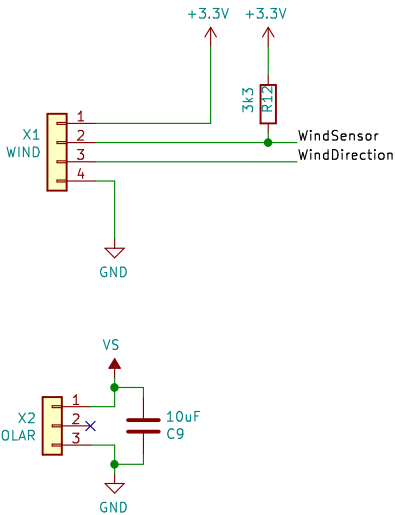 +3.3V +3.3V
3k3 R12
X1
WIND
1
2
3
4
WindSensor
WindDirection
GND
VS
X2
OLAR
1
2
3
10uF
C9
GND